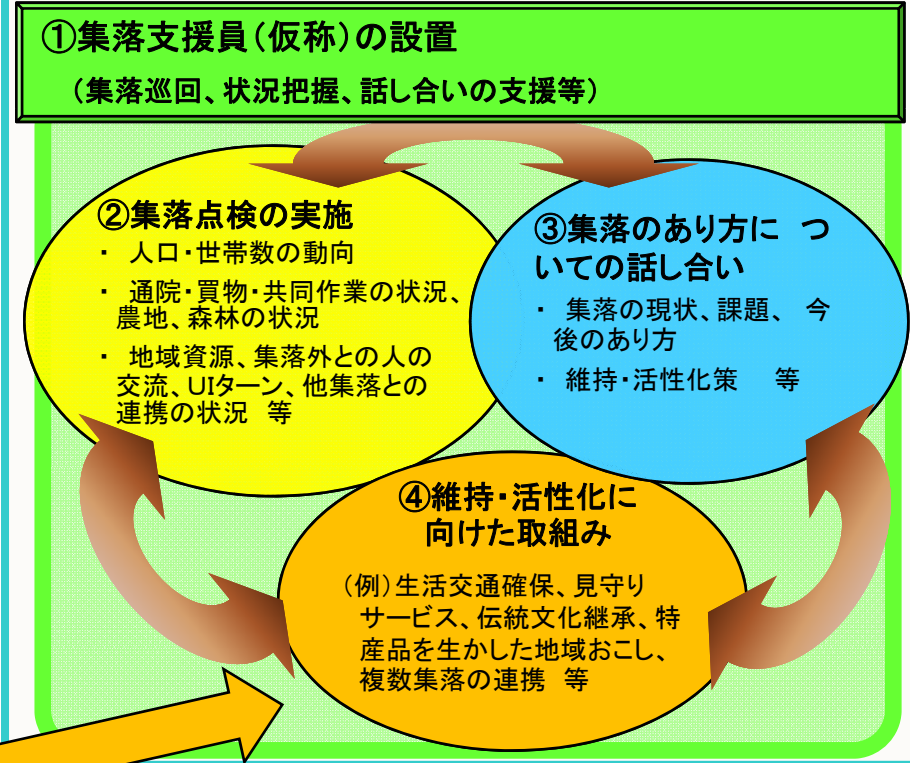 ①集落支援員(仮称)の設置
(集落巡回、状況把握、話し合いの支援等)
②集落点検の実施
・ 人口・世帯数の動向
・ 通院・買物・共同作業の状況、
農地、森林の状況
・ 地域資源、集落外との人の
交流、UIターン、他集落との
連携の状況 等
③集落のあり方に つ
いての話し合い
・ 集落の現状、課題、 今
後のあり方
・ 維持・活性化策 等
④維持・活性化に
向けた取組み
(例)生活交通確保、見守り
サービス、伝統文化継承、特
産品を生かした地域おこし、
複数集落の連携 等